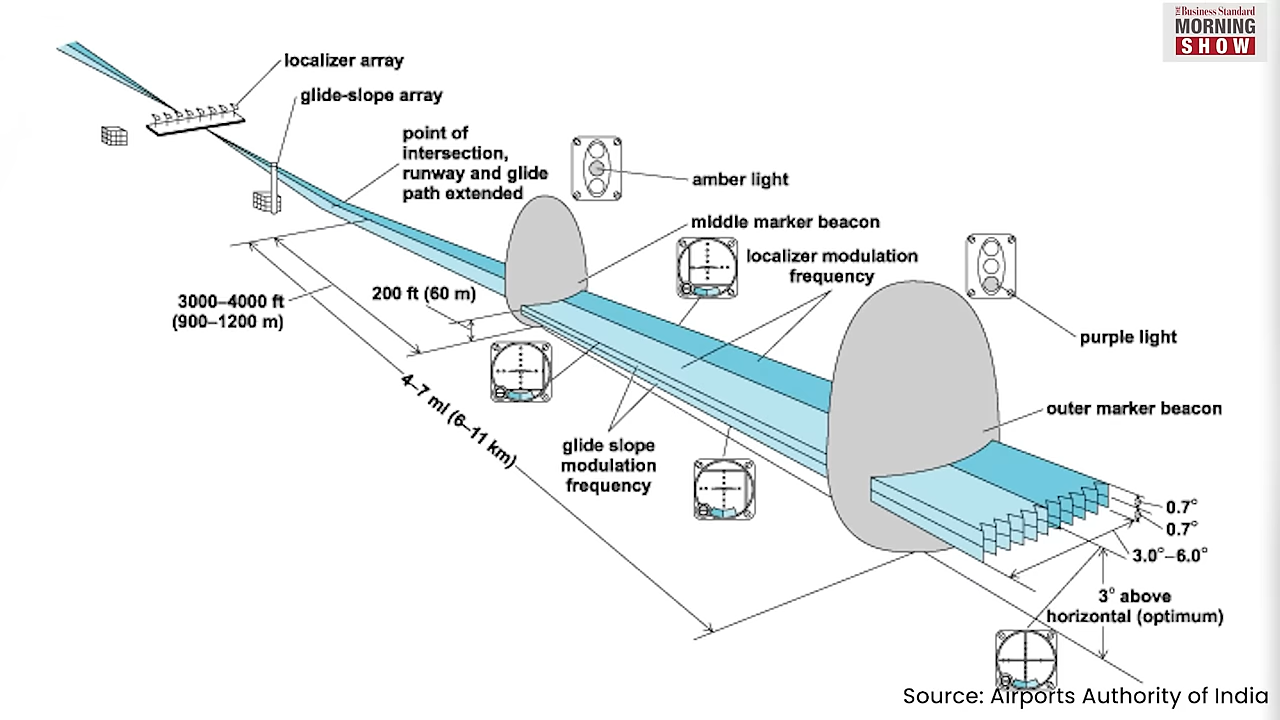 THE Business Standard
MORNING
SHOW
localizer array
glide-slope array
point of
intersection,
runway and glide
path extended
amber light
middle marker beacon
localizer modulation
frequency
200 ft (60 m)
3000–4000 ft
(900–1200 m)
purple light
4–7 ml (6–11 km)
outer marker beacon
glide slope
modulation
frequency
0.7°
0.7°
3.0°–6.0°
3° above
horizontal (optimum)
Source: Airports Authority of India